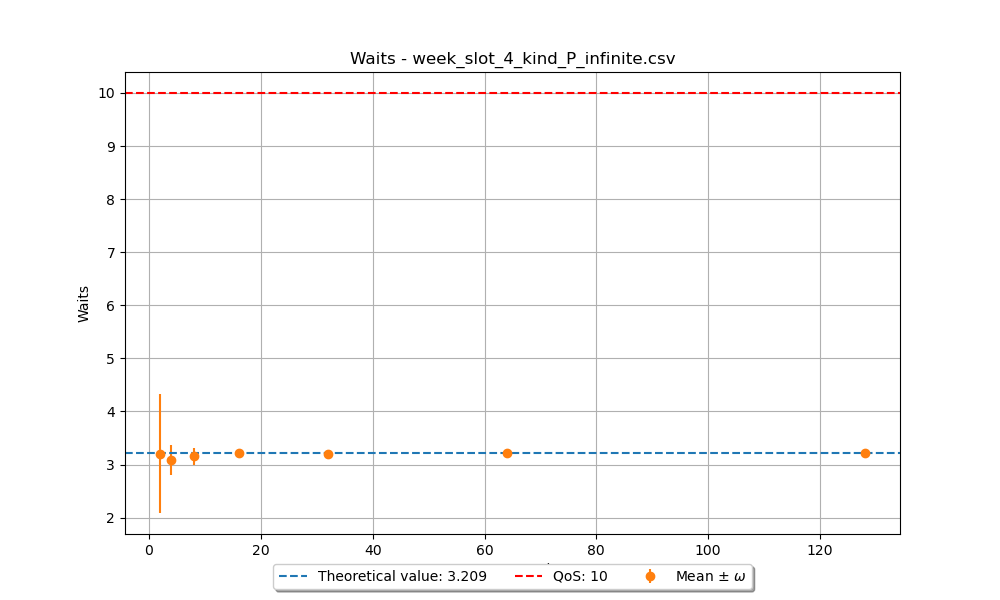 Waits - week_slot_4_kind_P_infinite.csv
10
9
8
7
6
5
4
3
2
Waits
0 20 40 60 80 100 120
Theoretical value: 3.209 QoS: 10 Mean ± ω